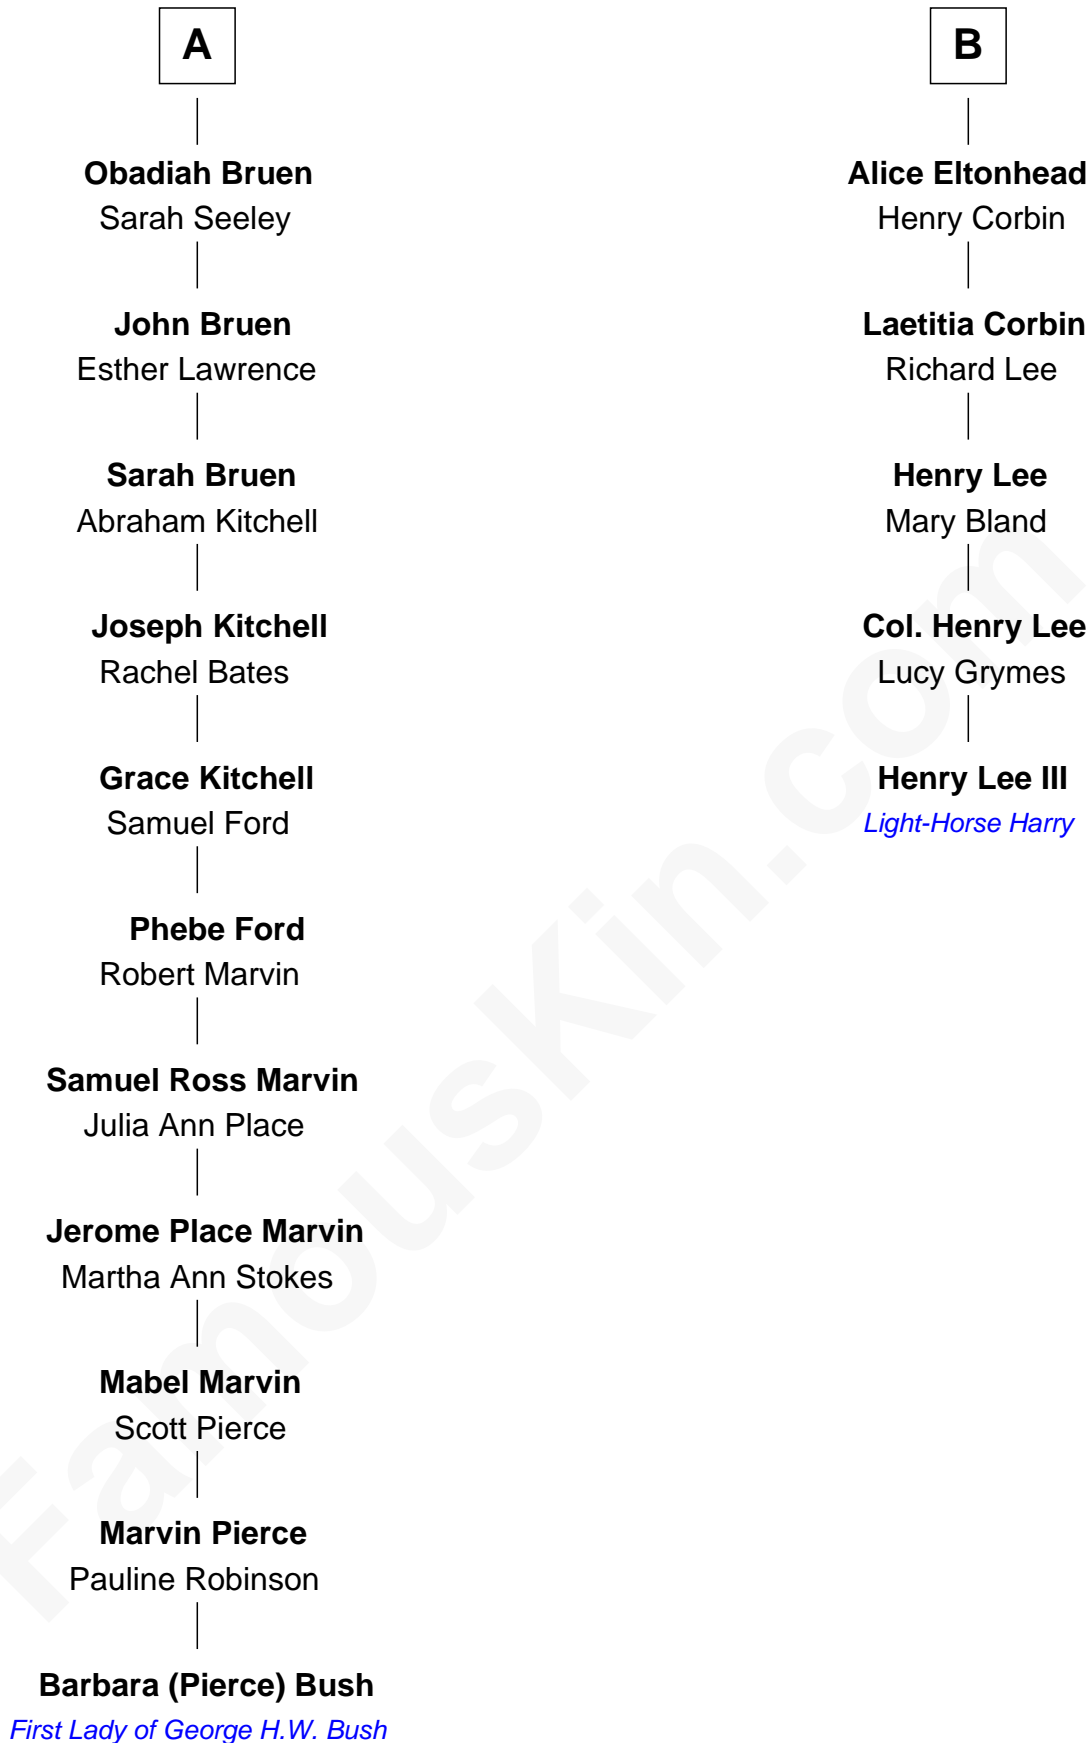 A
Obadiah Bruen
Sarah Seeley
John Bruen
Esther Lawrence
Sarah Bruen
Abraham Kitchell
Joseph Kitchell
Rachel Bates
Grace Kitchell
Samuel Ford
Phebe Ford
Robert Marvin
Samuel Ross Marvin
Julia Ann Place
Jerome Place Marvin
Martha Ann Stokes
Mabel Marvin
Scott Pierce
Marvin Pierce
Pauline Robinson
Barbara (Pierce) Bush
First Lady of George H.W. Bush
B
Alice Eltonhead
Henry Corbin
Laetitia Corbin
Richard Lee
Henry Lee
Mary Bland
Col. Henry Lee
Lucy Grymes
Henry Lee III
Light-Horse Harry
FamousKin.com